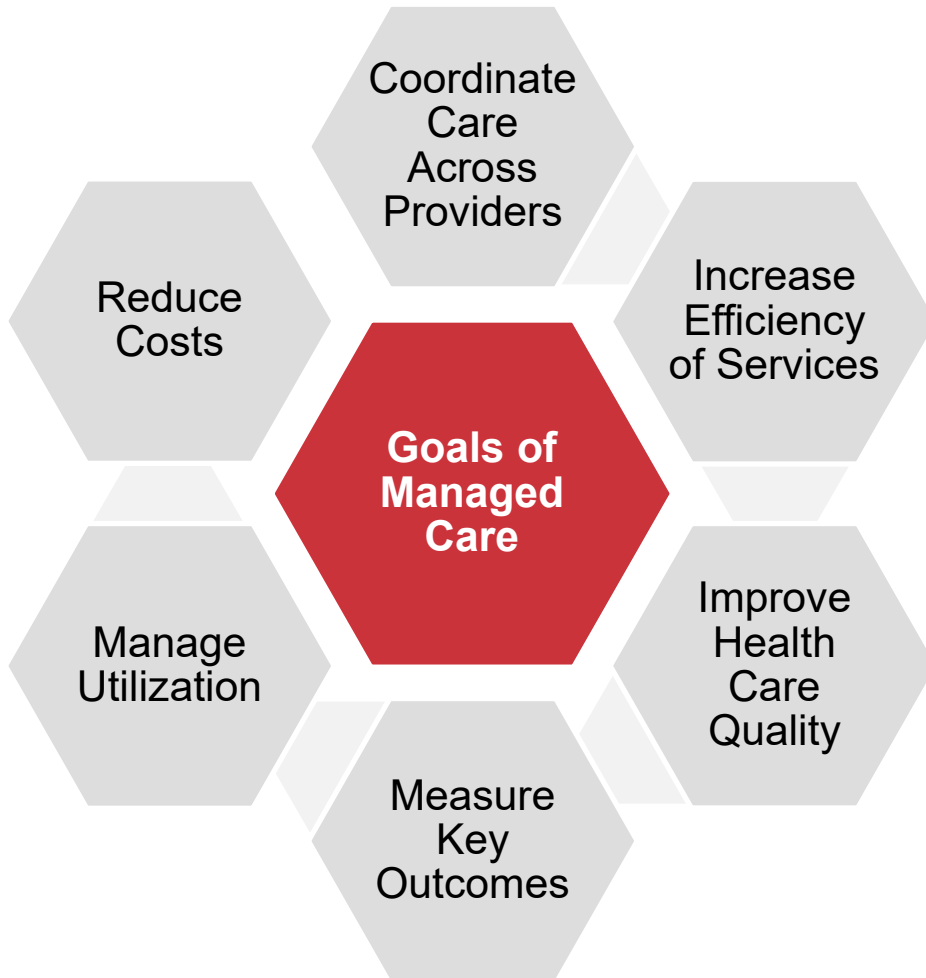 Coordinate
Care
Across
Providers
Increase
Efficiency
of Services
Improve
Health
Care
Quality
Measure
Key
Outcomes
Manage
Utilization
Reduce
Costs
Goals of
Managed
Care